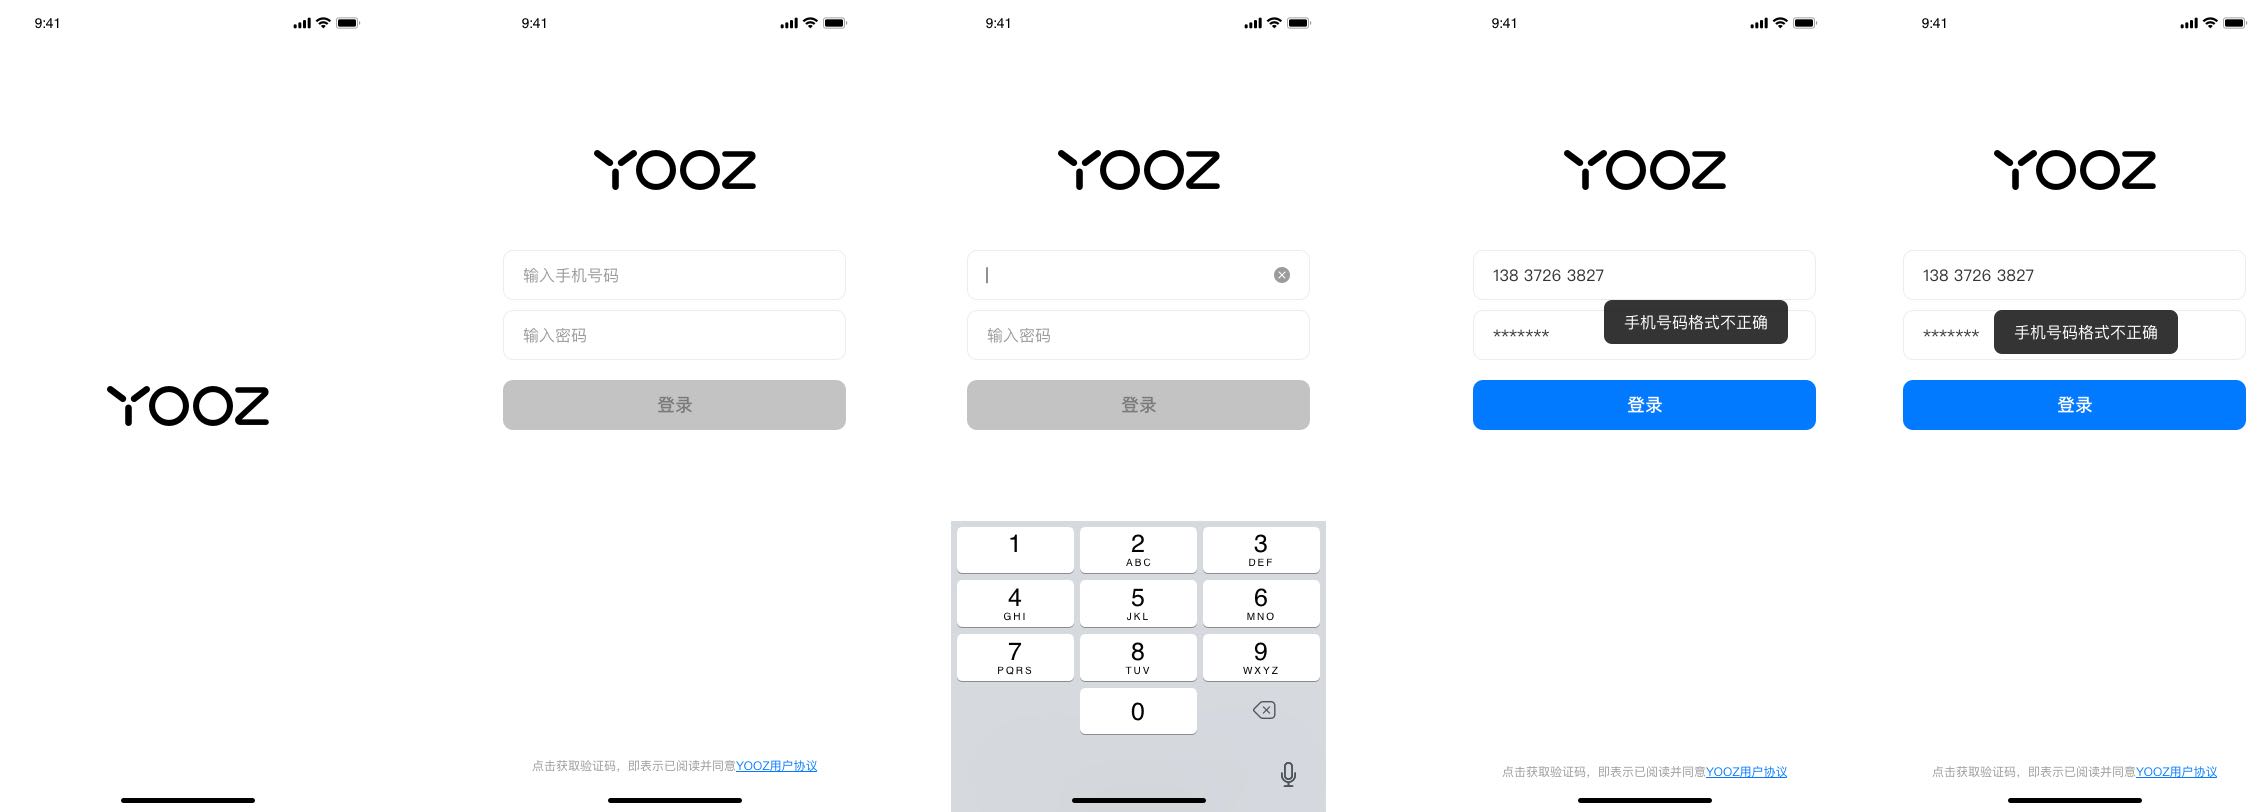 9:41
YOOZ
9:41
YOOZ
输入手机号码
输入密码
登录
点击获取验证码，即表示已阅读并同意YOOZ用户协议
9:41
YOOZ
输入密码
登录
1
2
ABC
3
DEF
4
GHI
5
JKL
6
MNO
7
PQRS
8
TUV
9
WXYZ
0
9:41
YOOZ
138 3726 3827
手机号码格式不正确
*******
登录
点击获取验证码，即表示已阅读并同意YOOZ用户协议
9:41
YOOZ
138 3726 3827
******* 手机号码格式不正确
登录
点击获取验证码，即表示已阅读并同意YOOZ用户协议